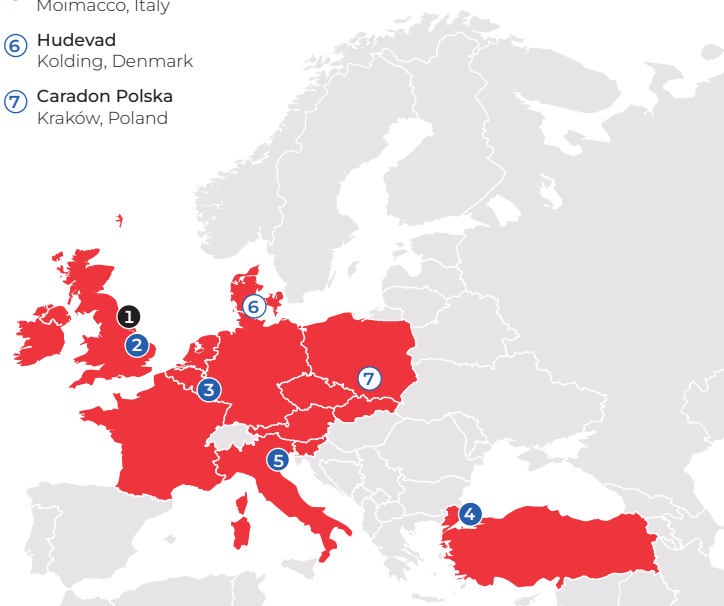 Moimacco, Italy
6 Hudevad
Kolding, Denmark
7 Caradon Polska
Kraków, Poland
1
2
6
3
7
5
4